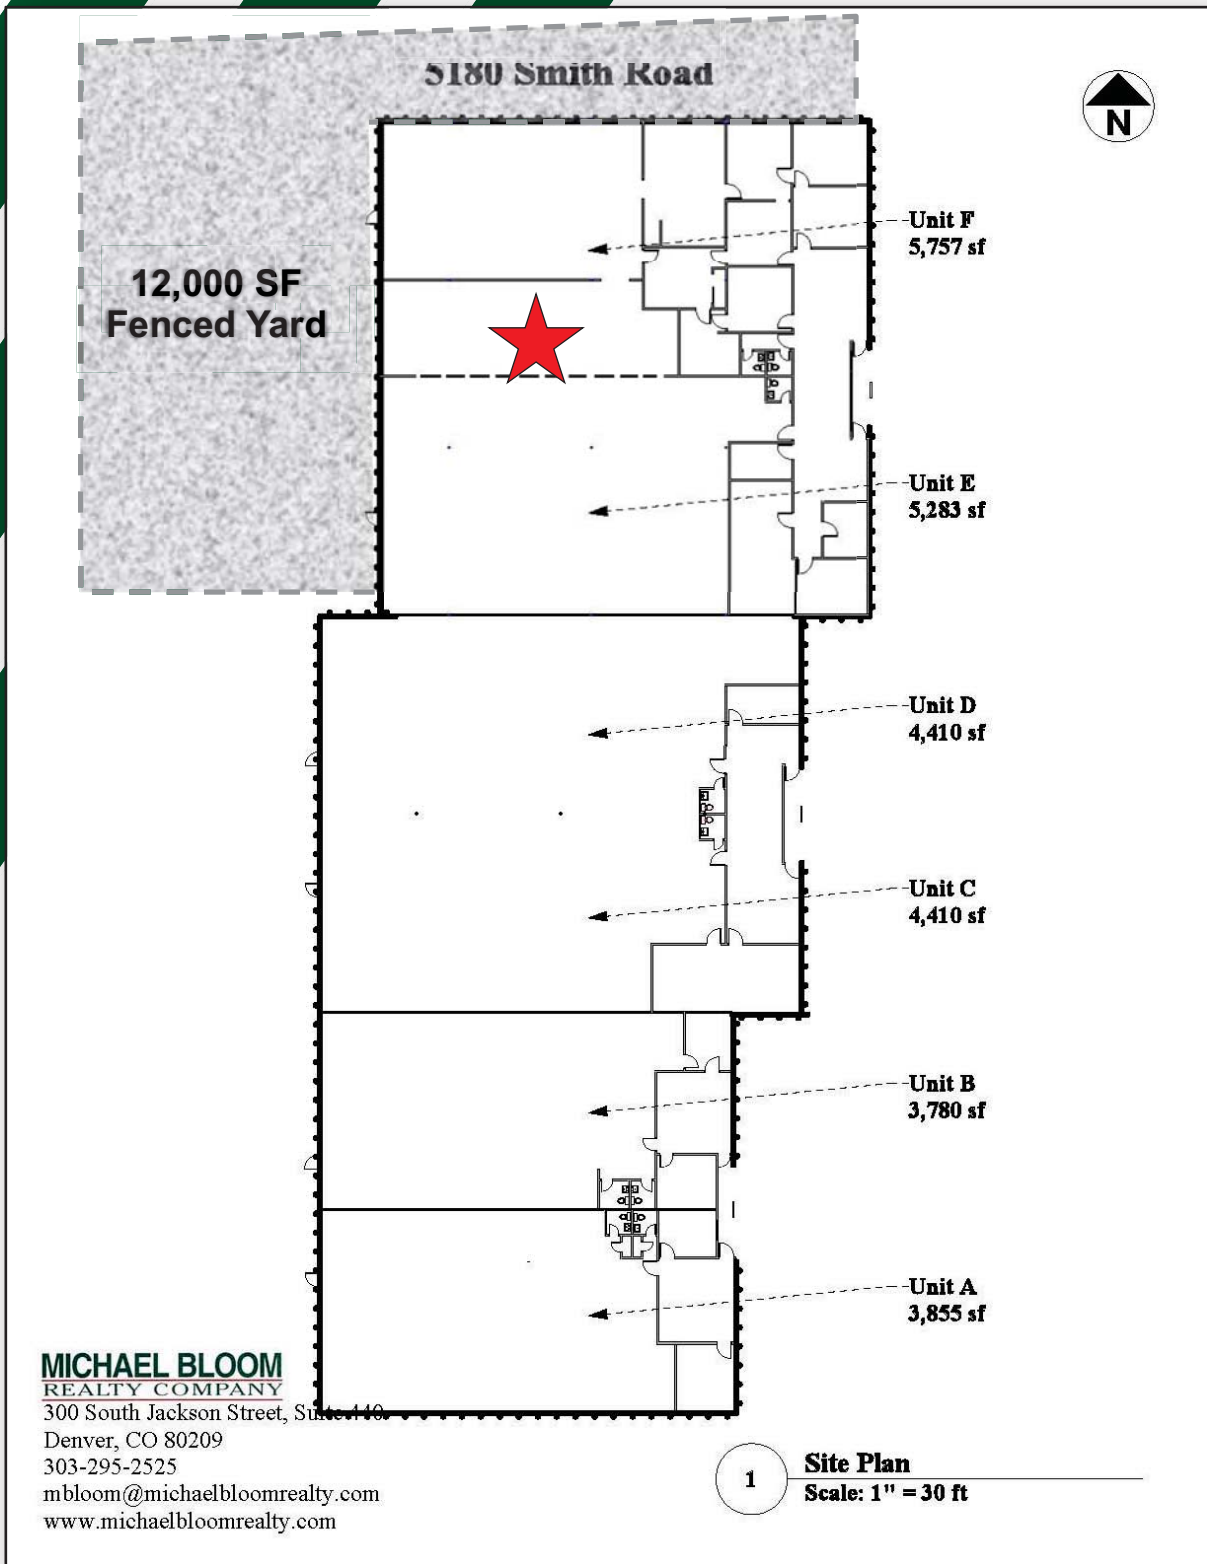 5180 Smith Road
N
Unit F
5,757 sf
12,000 SF
Fenced Yard
Unit E
5,283 sf
Unit D
4,410 sf
Unit C
4,410 sf
Unit B
3,780 sf
Unit A
3,855 sf
MICHAEL BLOOM
REALTY COMPANY
300 South Jackson Street, Suite 440
Denver, CO 80209
303-295-2525
mbloom@michaelbloomrealty.com
www.michaelbloomrealty.com
1
Site Plan
Scale: 1" = 30 ft